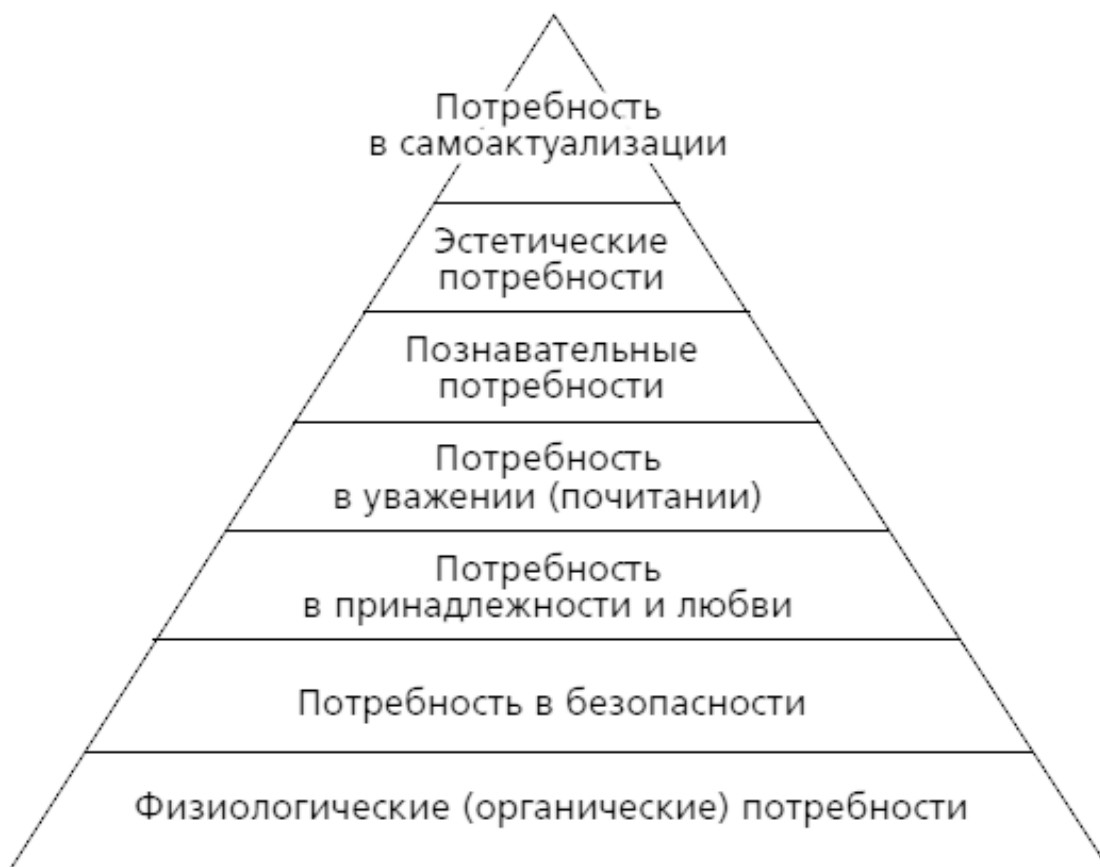 Потребность
в самоактуализации
Эстетические
потребности
Познавательные
потребности
Потребность
в уважении (почитании)
Потребность
в принадлежности и любви
Потребность в безопасности
Физиологические (органические) потребности